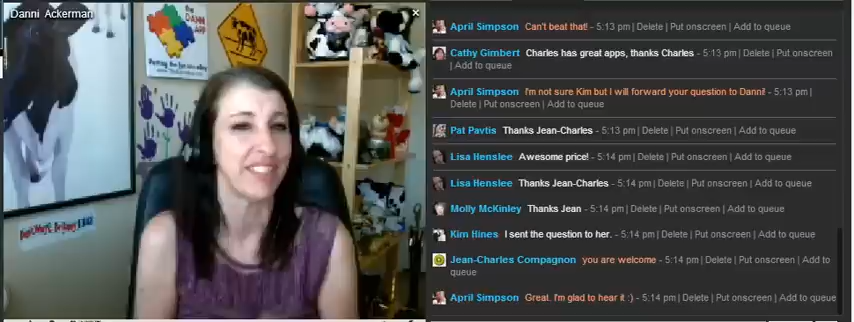 Danni Ackerman
THE DANNI APP
April Simpson Can't beat that! - 5:13 pm | Delete | Put onscreen | Add to queue
Cathy Gimbert Charles has great apps, thanks Charles - 5:13 pm | Delete | Put onscreen
| Add to queue
April Simpson I'm not sure Kim but I will forward your question to Danni! - 5:13 pm |
Delete | Put onscreen | Add to queue
Pat Pavtis Thanks Jean-Charles - 5:13 pm | Delete | Put onscreen | Add to queue
Lisa Henslee Awesome price! - 5:14 pm | Delete | Put onscreen | Add to queue
Lisa Henslee Thanks Jean-Charles - 5:14 pm | Delete | Put onscreen | Add to queue
Molly McKinley Thanks Jean - 5:14 pm | Delete | Put onscreen | Add to queue
Kim Hines I sent the question to her. - 5:14 pm | Delete | Put onscreen | Add to queue
Jean-Charles Compagnon you are welcome - 5:14 pm | Delete | Put onscreen | Add to
queue
April Simpson Great. I'm glad to hear it :) - 5:14 pm | Delete | Put onscreen | Add to queue